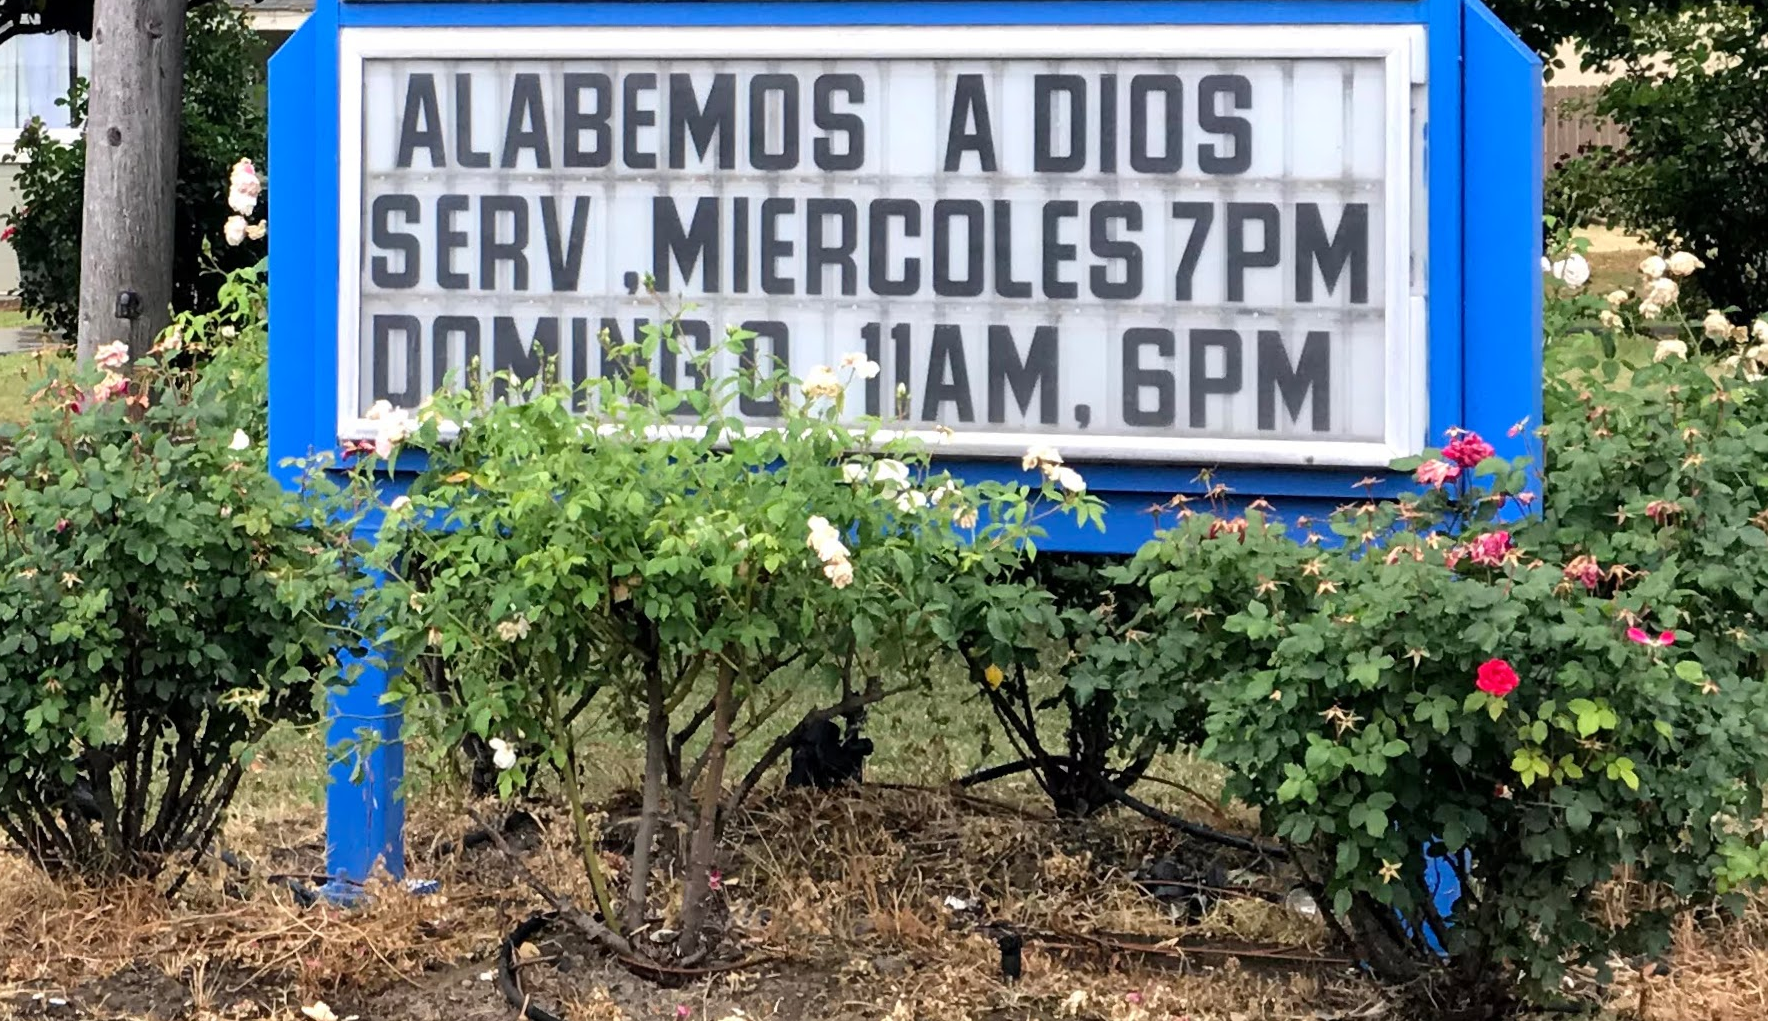 ALABEMOS A DIOS
SERV ,MIERCOLES 7PM
DOMINGO 11AM, 6PM